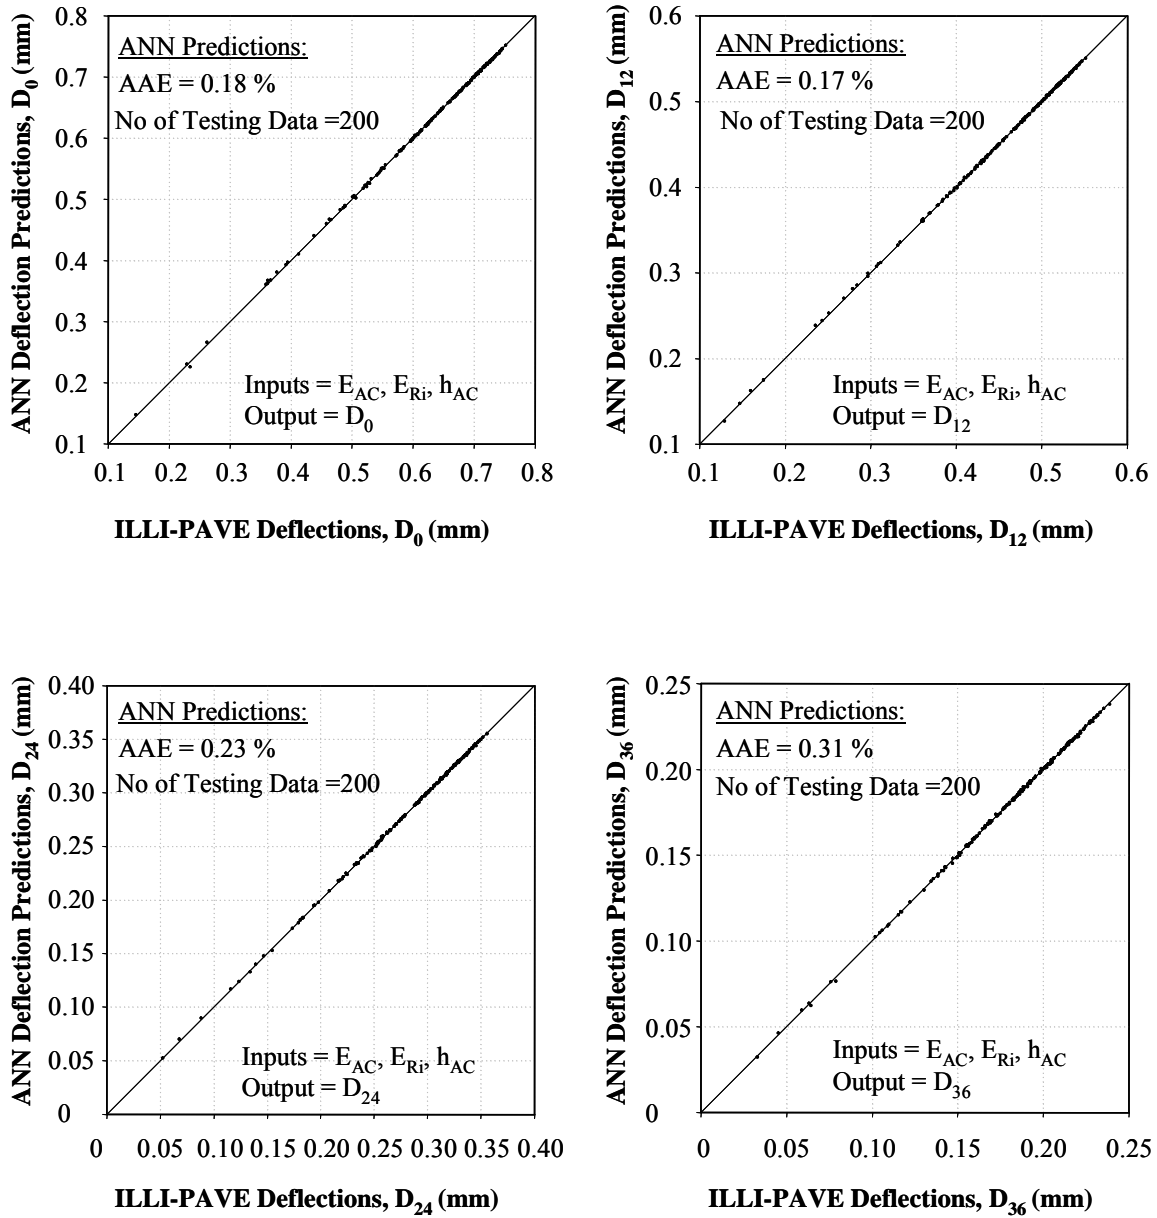 ANN Deflection Predictions, D0 (mm)
0.8
0.7
0.6
0.5
0.4
0.3
0.2
0.1
ANN Predictions:
AAE = 0.18 %
No of Testing Data =200
Inputs = EAC, ERi, hAC
Output = D0
0.1 0.2 0.3 0.4 0.5 0.6 0.7 0.8
ILLI-PAVE Deflections, D0 (mm)
ANN Deflection Predictions, D12 (mm)
0.6
0.5
0.4
0.3
0.2
0.1
ANN Predictions:
AAE = 0.17 %
No of Testing Data =200
Inputs = EAC, ERi, hAC
Output = D12
0.1 0.2 0.3 0.4 0.5 0.6
ILLI-PAVE Deflections, D12 (mm)
ANN Deflection Predictions, D24 (mm)
0.40
0.35
0.30
0.25
0.20
0.15
0.10
0.05
0
ANN Predictions:
AAE = 0.23 %
No of Testing Data =200
Inputs = EAC, ERi, hAC
Output = D24
0 0.05 0.10 0.15 0.20 0.25 0.30 0.35 0.40
ILLI-PAVE Deflections, D24 (mm)
ANN Deflection Predictions, D36 (mm)
0.25
0.20
0.15
0.10
0.05
0
ANN Predictions:
AAE = 0.31 %
No of Testing Data =200
Inputs = EAC, ERi, hAC
Output = D36
0 0.05 0.10 0.15 0.20 0.25
ILLI-PAVE Deflections, D36 (mm)